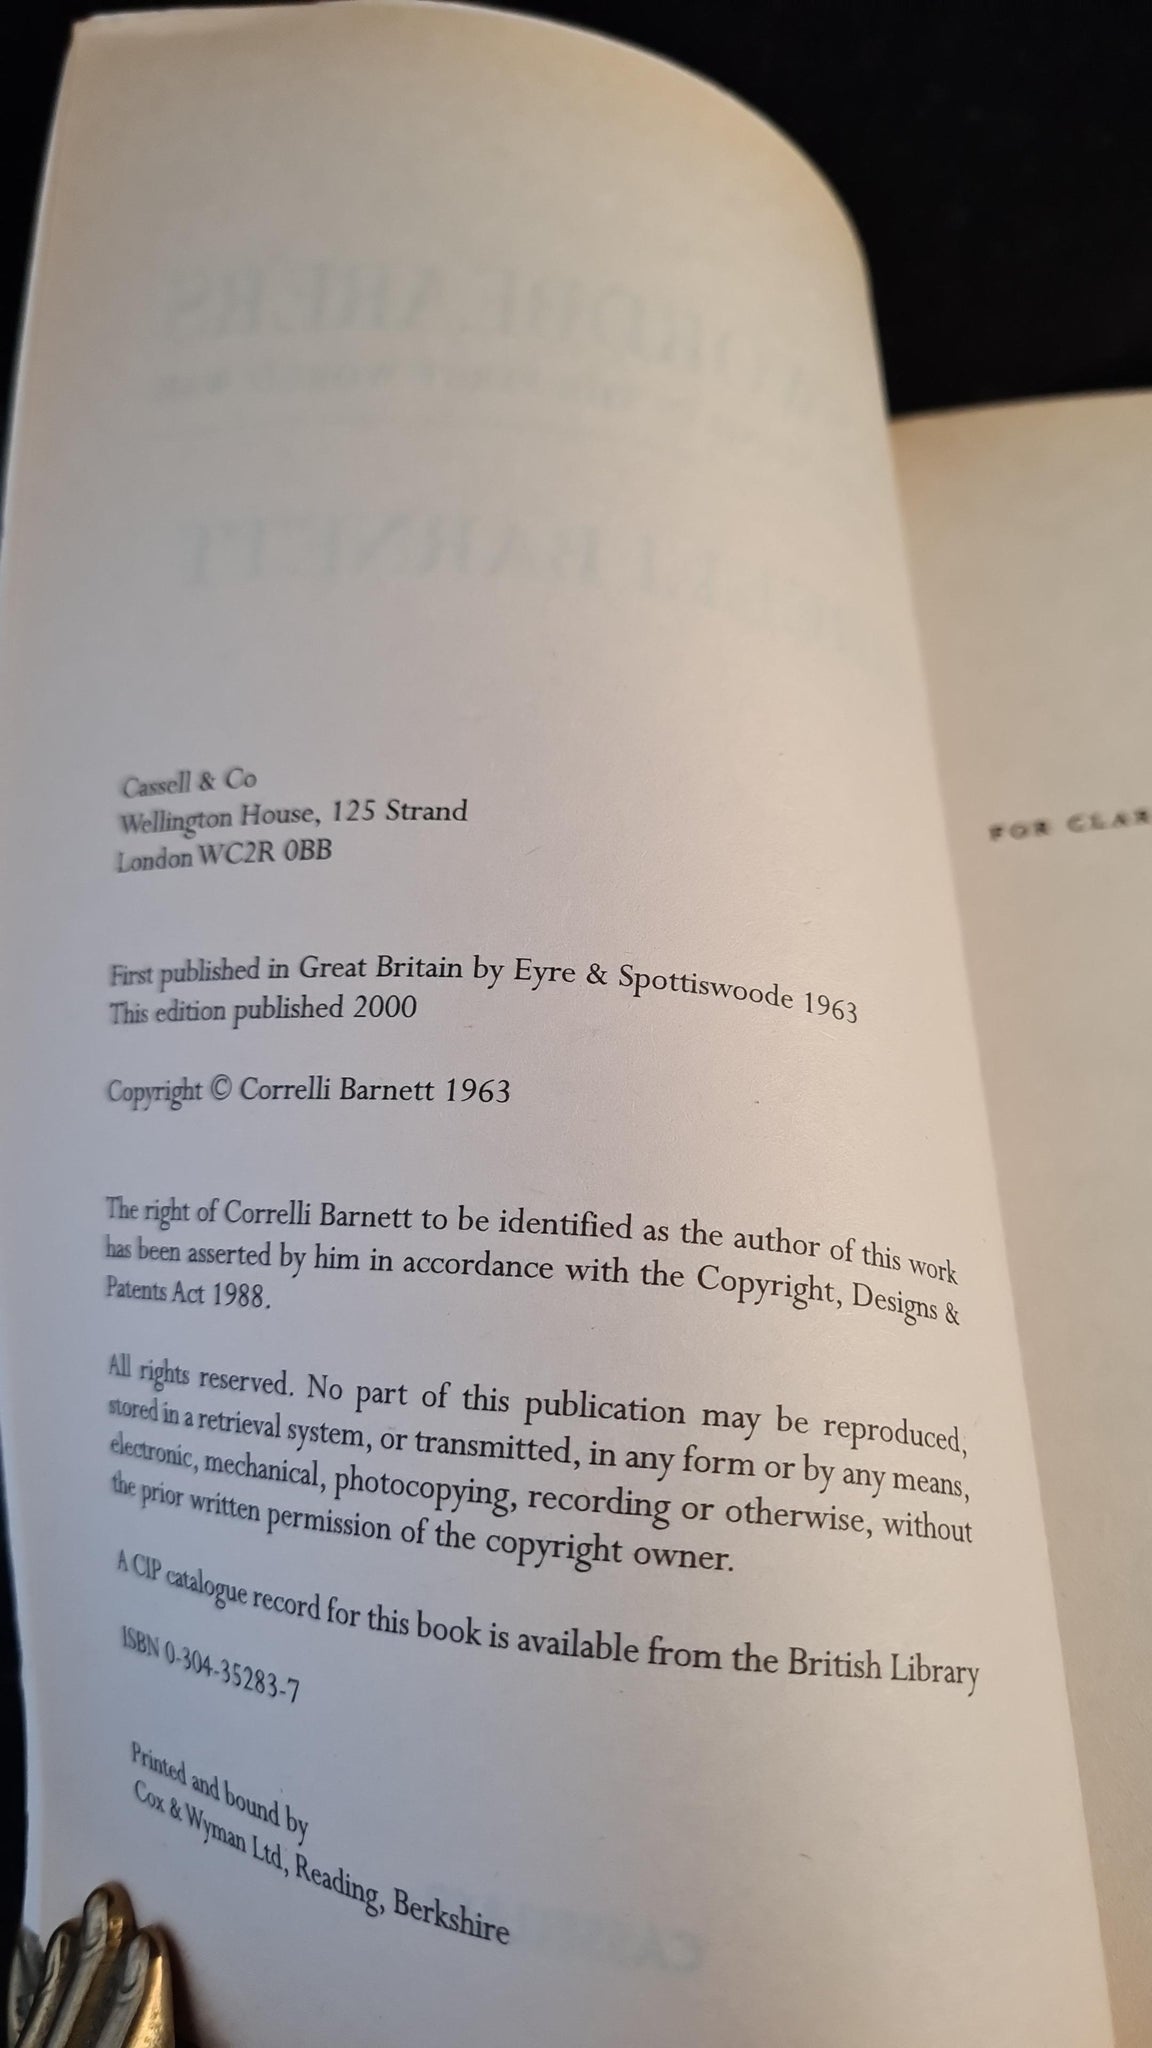 Cassell & Co
Wellington House, 125 Strand
London WC2R 0BB
First published in Great Britain by Eyre & Spottiswoode 1963
This edition published 2000
Copyright © Correlli Barnett 1963
The right of Correlli Barnett to be identified as the author of this work
has been asserted by him in accordance with the Copyright, Designs &
Patents Act 1988.
All rights reserved. No part of this publication may be reproduced,
stored in a retrieval system, or transmitted, in any form or by any means,
electronic, mechanical, photocopying, recording or otherwise, without
the prior written permission of the copyright owner.
A CIP catalogue record for this book is available from the British Library
ISBN 0-304-35283-7
Printed and bound by
Cox & Wyman Ltd, Reading, Berkshire
FOR CLAR